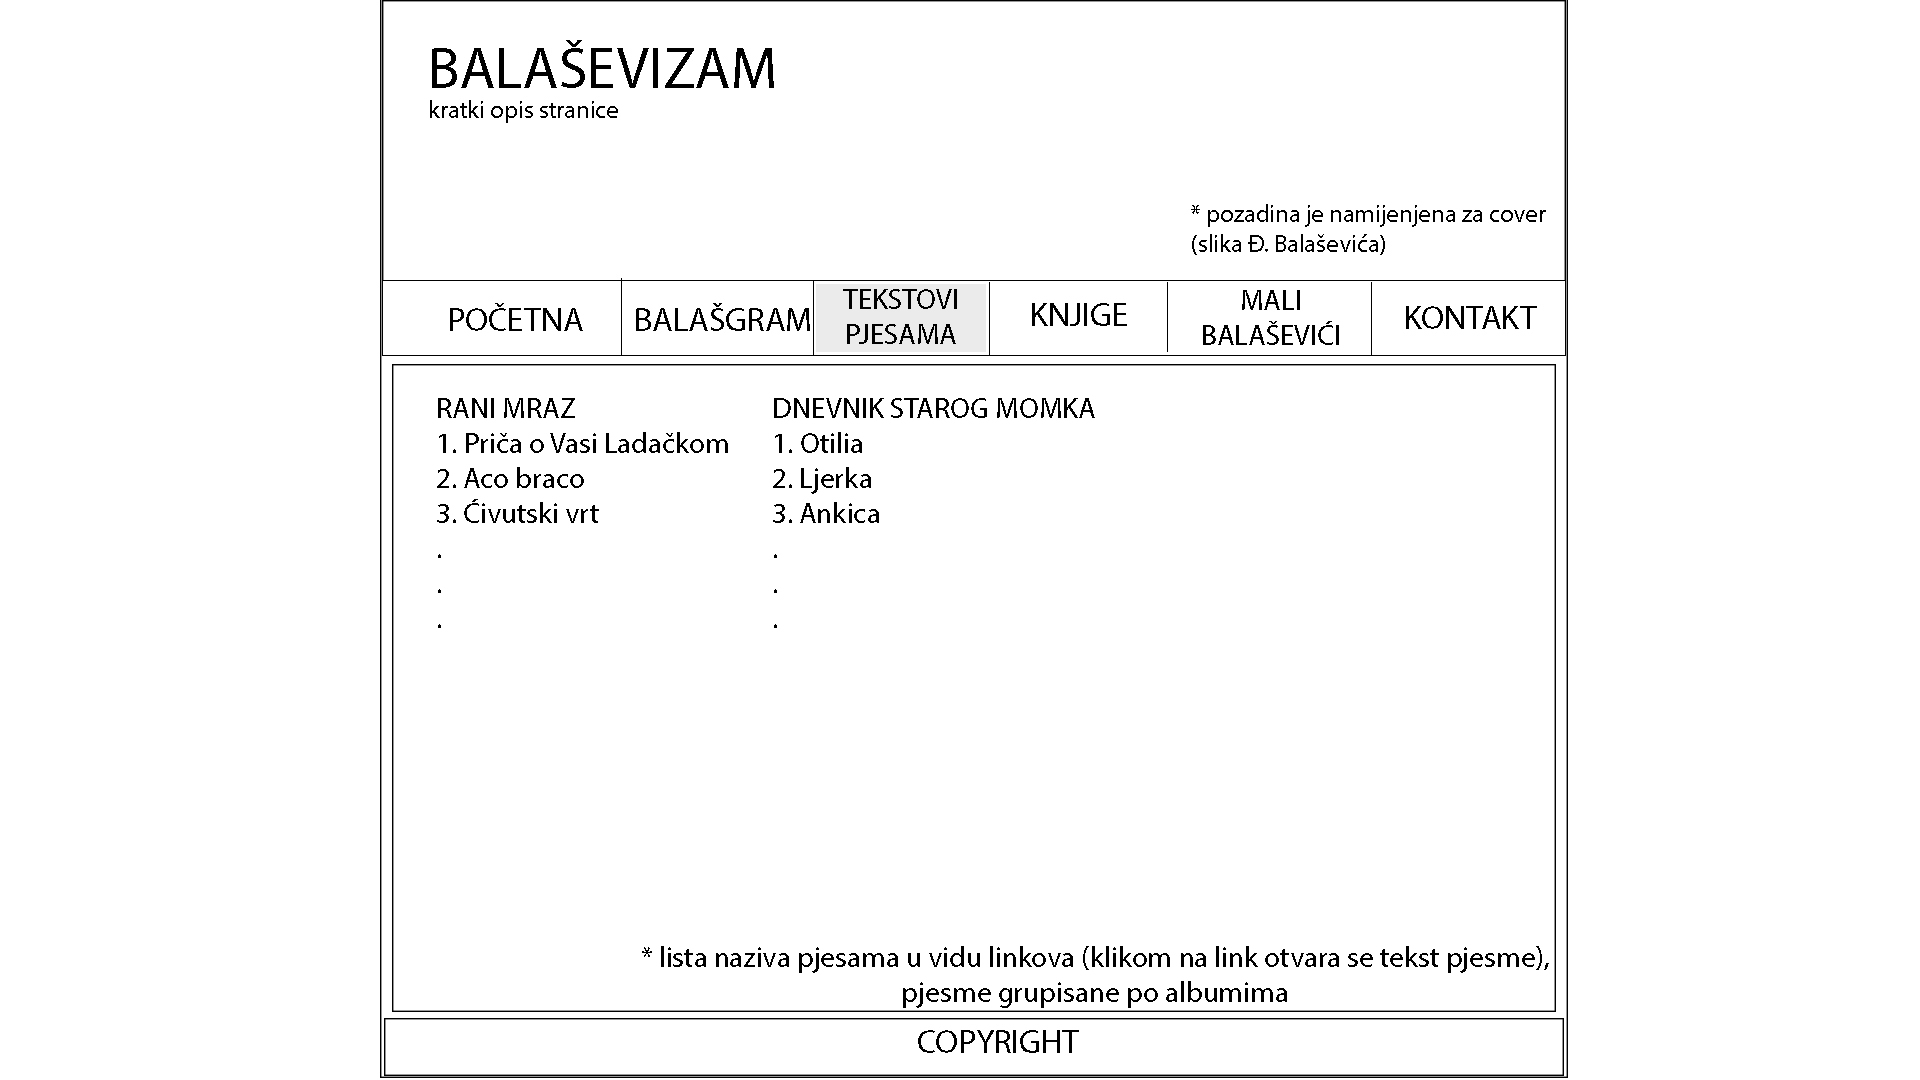 BALAŠEVIZAM
kratki opis stranice
* pozadina je namijenjena za cover
(slika Đ. Balaševića)
POČETNA
BALAŠGRAM
TEKSTOVI
PJESAMA
KNJIGE
MALI
BALAŠEVIĆI
KONTAKT
RANI MRAZ
1. Priča o Vasi Ladačkom
2. Aco braco
3. Ćivutski vrt
.
.
.
DNEVNIK STAROG MOMKA
1. Otilia
2. Ljerka
3. Ankica
.
.
.
* lista naziva pjesama u vidu linkova (klikom na link otvara se tekst pjesme),
pjesme grupisane po albumima
COPYRIGHT